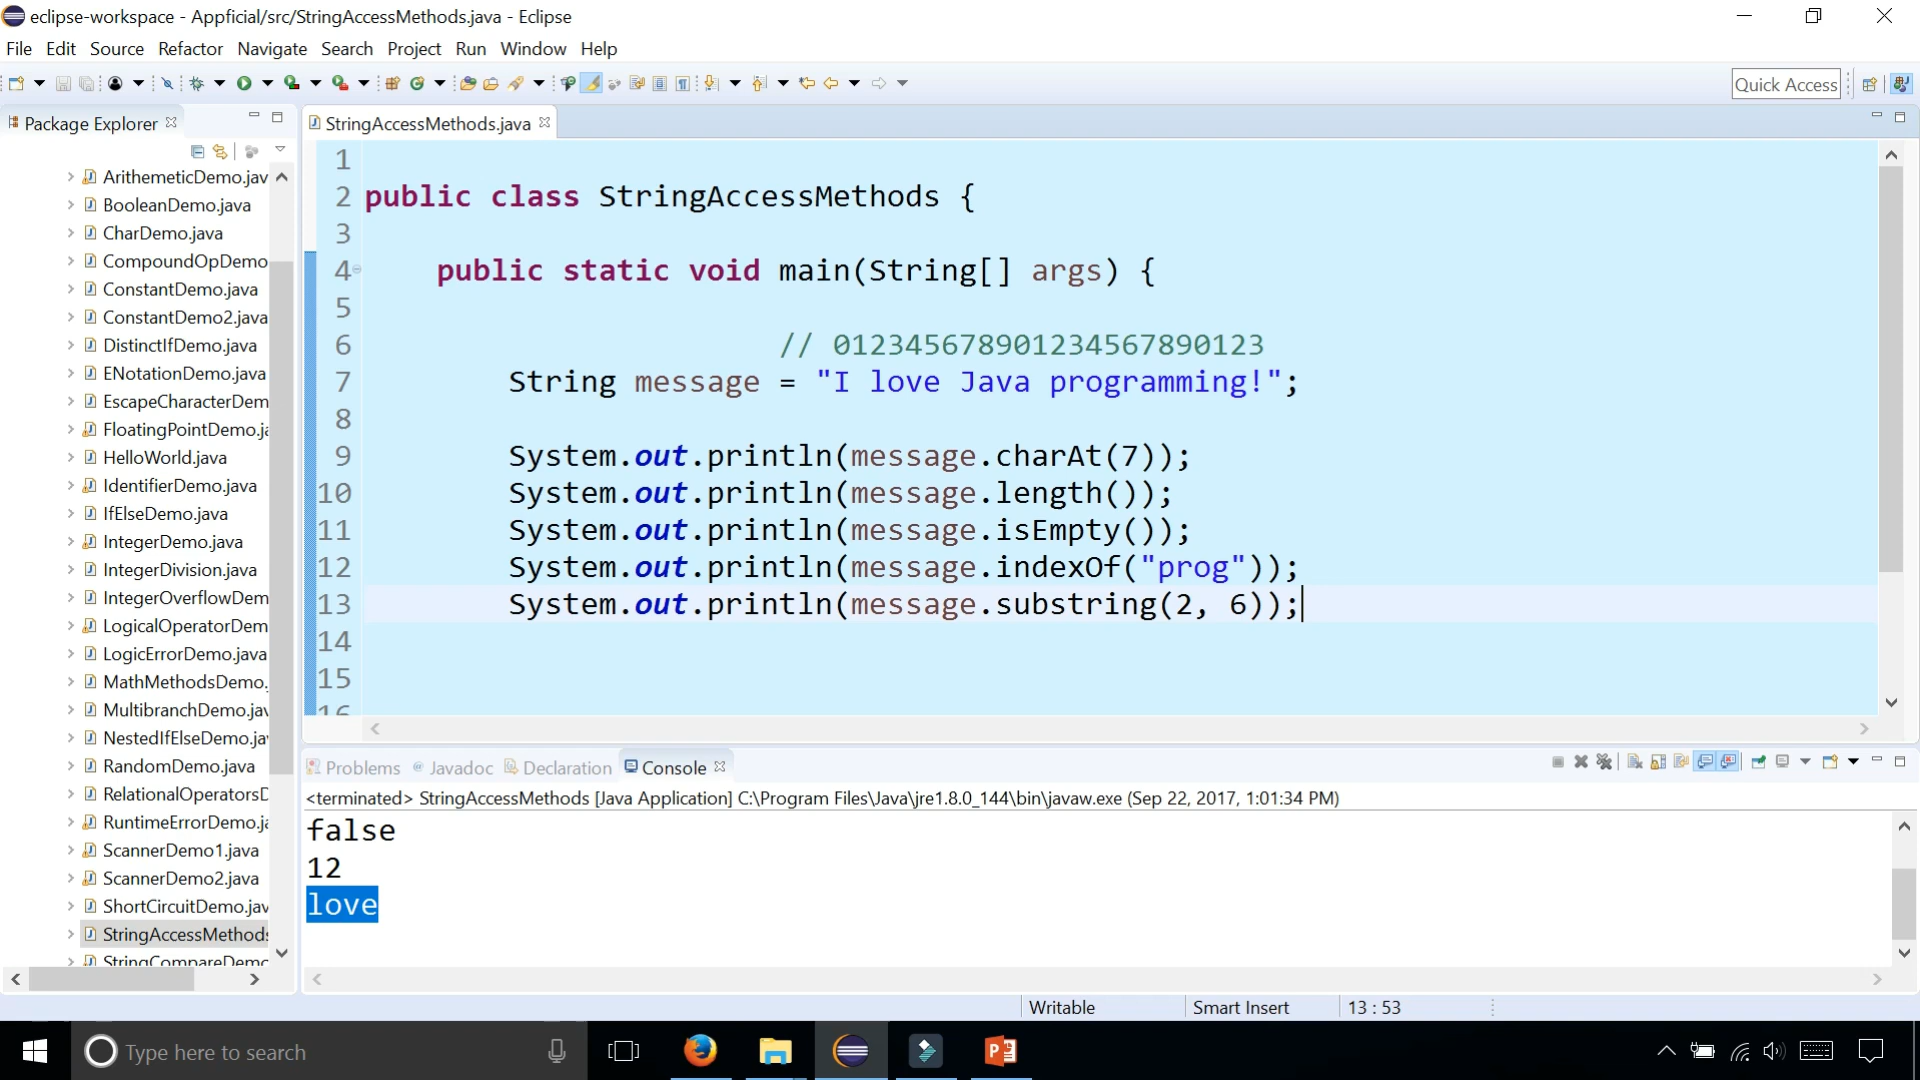 eclipse-workspace - Appficial/src/StringAccessMethods.java - Eclipse
File Edit Source Refactor Navigate Search Project Run Window Help
Quick Access
Package Explorer
StringAccessMethods.java
ArithemeticDemo.jav
BooleanDemo.java
CharDemo.java
CompoundOpDemo
ConstantDemo.java
ConstantDemo2.java
DistinctIfDemo.java
ENotationDemo.java
EscapeCharacterDem
FloatingPointDemo.ja
HelloWorld.java
IdentifierDemo.java
IfElseDemo.java
IntegerDemo.java
IntegerDivision.java
IntegerOverflowDem
LogicalOperatorDem
LogicErrorDemo.java
MathMethodsDemo.
MultibranchDemo.jav
NestedIfElseDemo.ja
RandomDemo.java
RelationalOperatorsD
RuntimeErrorDemo.ja
ScannerDemo1.java
ScannerDemo2.java
ShortCircuitDemo.jav
StringAccessMethods
StringCompareDemo
1
2 public class StringAccessMethods {
3
4 public static void main(String[] args) {
5
6 // 012345678901234567890123
7 String message = "I love Java programming!";
8
9 System.out.println(message.charAt(7));
10 System.out.println(message.length());
11 System.out.println(message.isEmpty());
12 System.out.println(message.indexOf("prog"));
13 System.out.println(message.substring(2, 6));
14
15
16
Problems Javadoc Declaration Console
<terminated> StringAccessMethods [Java Application] C:\Program Files\Java\jre1.8.0_144\bin\javaw.exe (Sep 22, 2017, 1:01:34 PM)
false
12
love
Writable Smart Insert 13 : 53
Type here to search